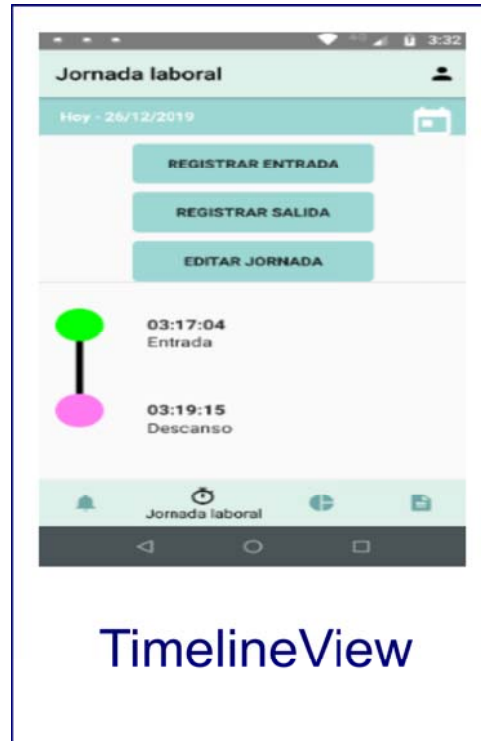 4G 3:32
Jornada laboral
Hoy - 26/12/2019
REGISTRAR ENTRADA
REGISTRAR SALIDA
EDITAR JORNADA
03:17:04
Entrada
03:19:15
Descanso
Jornada laboral
TimelineView